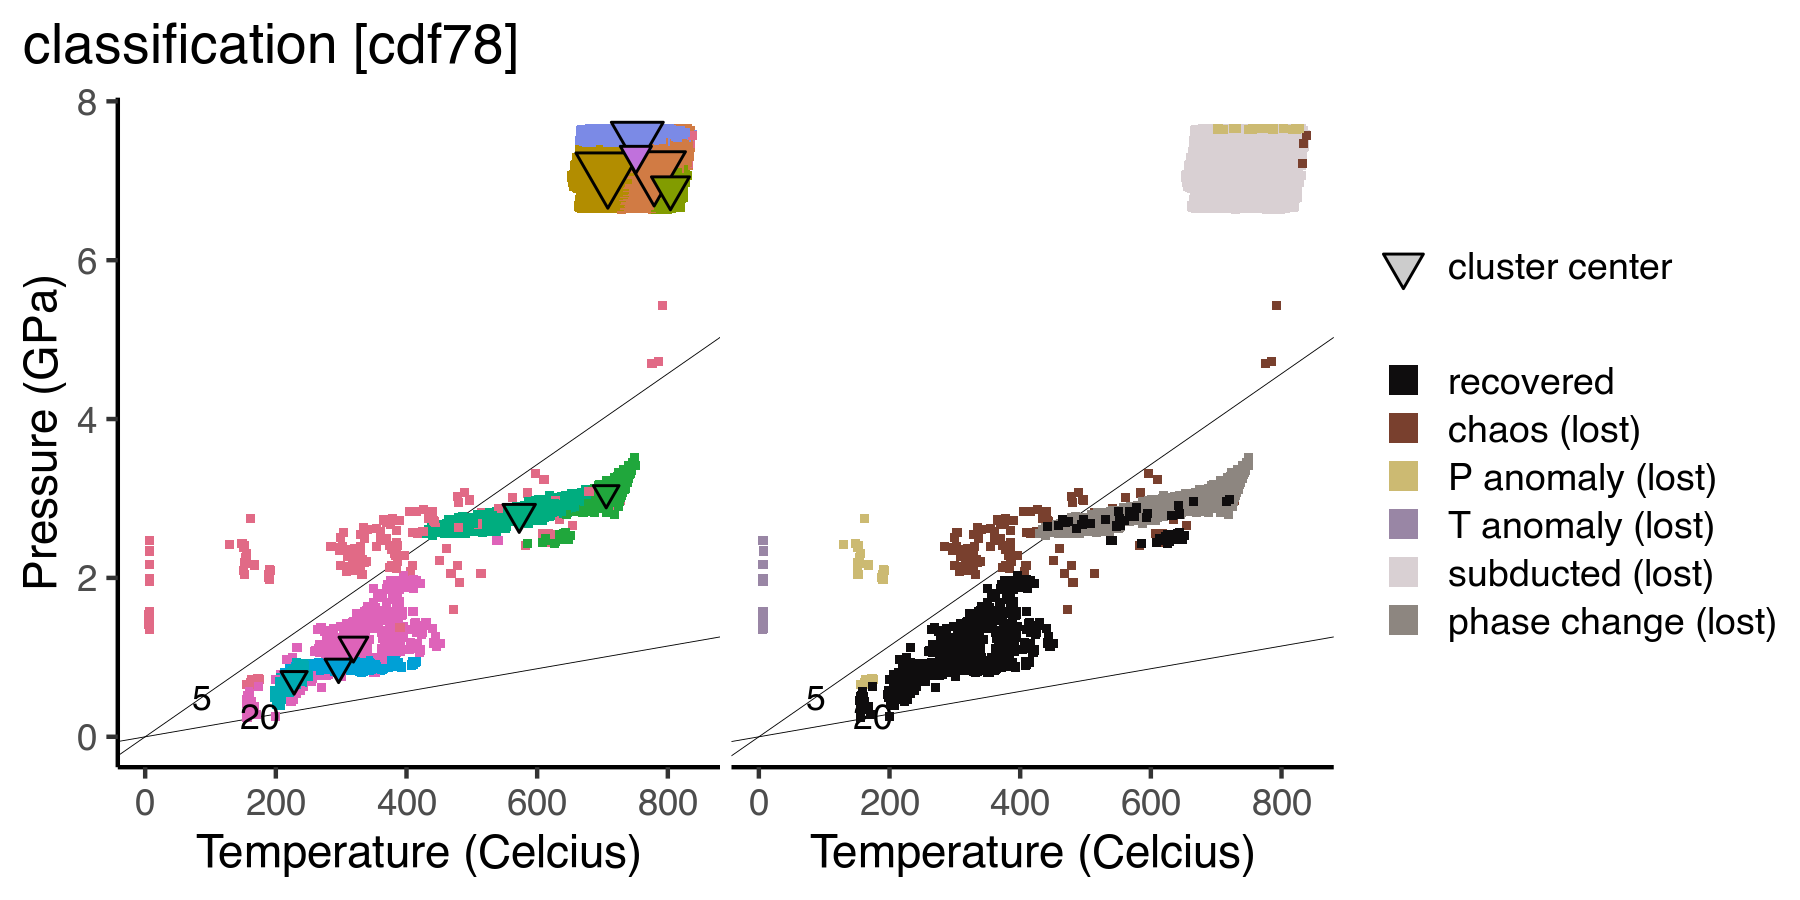 classification [cdf78]
Pressure (GPa)
8
6
4
2
0
5
20
0 200 400 600 800
Temperature (Celcius)
5
20
0 200 400 600 800
Temperature (Celcius)
cluster center
recovered
chaos (lost)
P anomaly (lost)
T anomaly (lost)
subducted (lost)
phase change (lost)